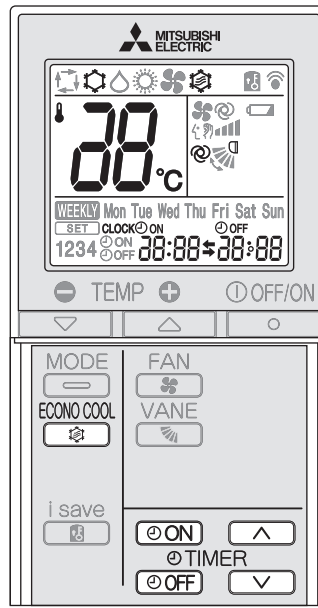 MITSUBISHI
ELECTRIC
88°C
WEEKLY Mon Tue Wed Thu Fri Sat Sun
SET CLOCK ON OFF
1234 ON OFF 88:88 88:88
TEMP OFF/ON
MODE FAN
ECONO COOL VANE
i save
ON
TIMER
OFF